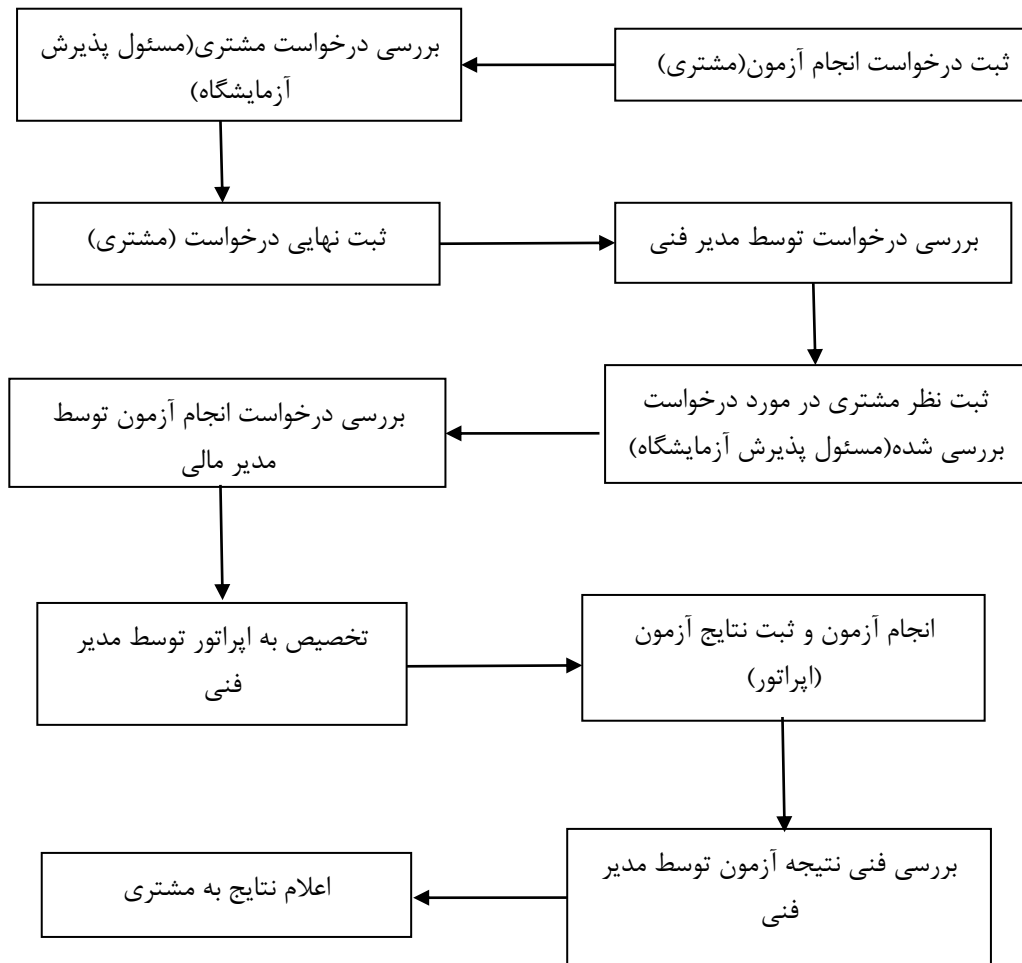 ثبت درخواست انجام آزمون(مشتری)
بررسی درخواست مشتری(مسئول پذیرش
آزمایشگاه)
ثبت نهایی درخواست (مشتری)
بررسی درخواست توسط مدیر فنی
ثبت نظر مشتری در مورد درخواست
بررسی شده(مسئول پذیرش آزمایشگاه)
بررسی درخواست انجام آزمون توسط
مدیر مالی
تخصیص به اپراتور توسط مدیر
فنی
انجام آزمون و ثبت نتایج آزمون
(اپراتور)
بررسی فنی نتیجه آزمون توسط مدیر
فنی
اعلام نتایج به مشتری